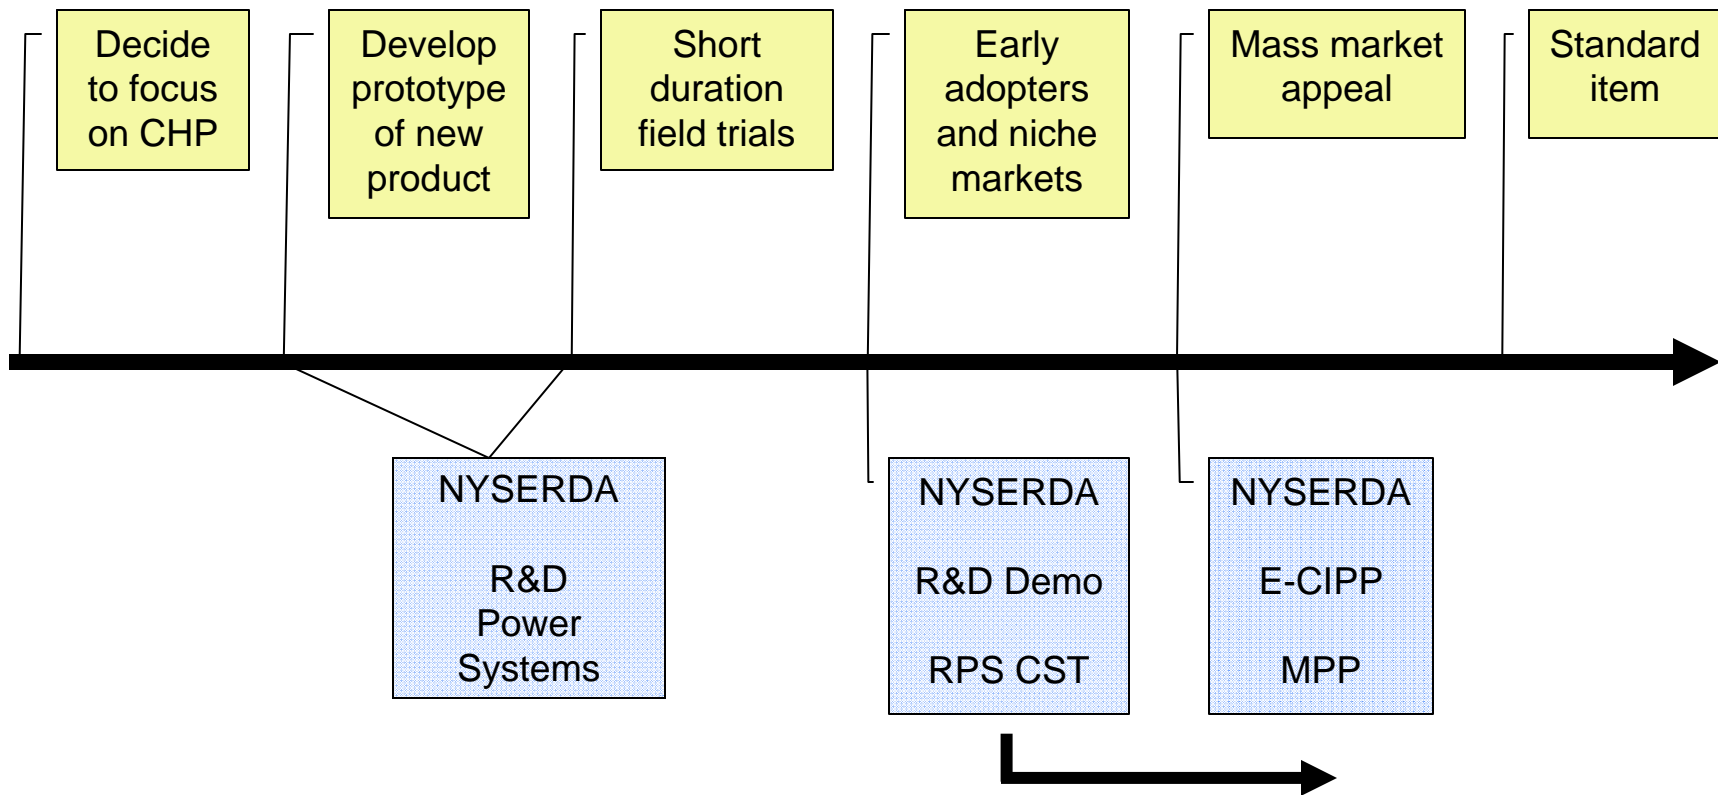 Decide
to focus
on CHP
Develop
prototype
of new
product
Short
duration
field trials
Early
adopters
and niche
markets
Mass market
appeal
Standard
item
NYSERDA
R&D
Power
Systems
NYSERDA
R&D Demo
RPS CST
NYSERDA
E-CIPP
MPP